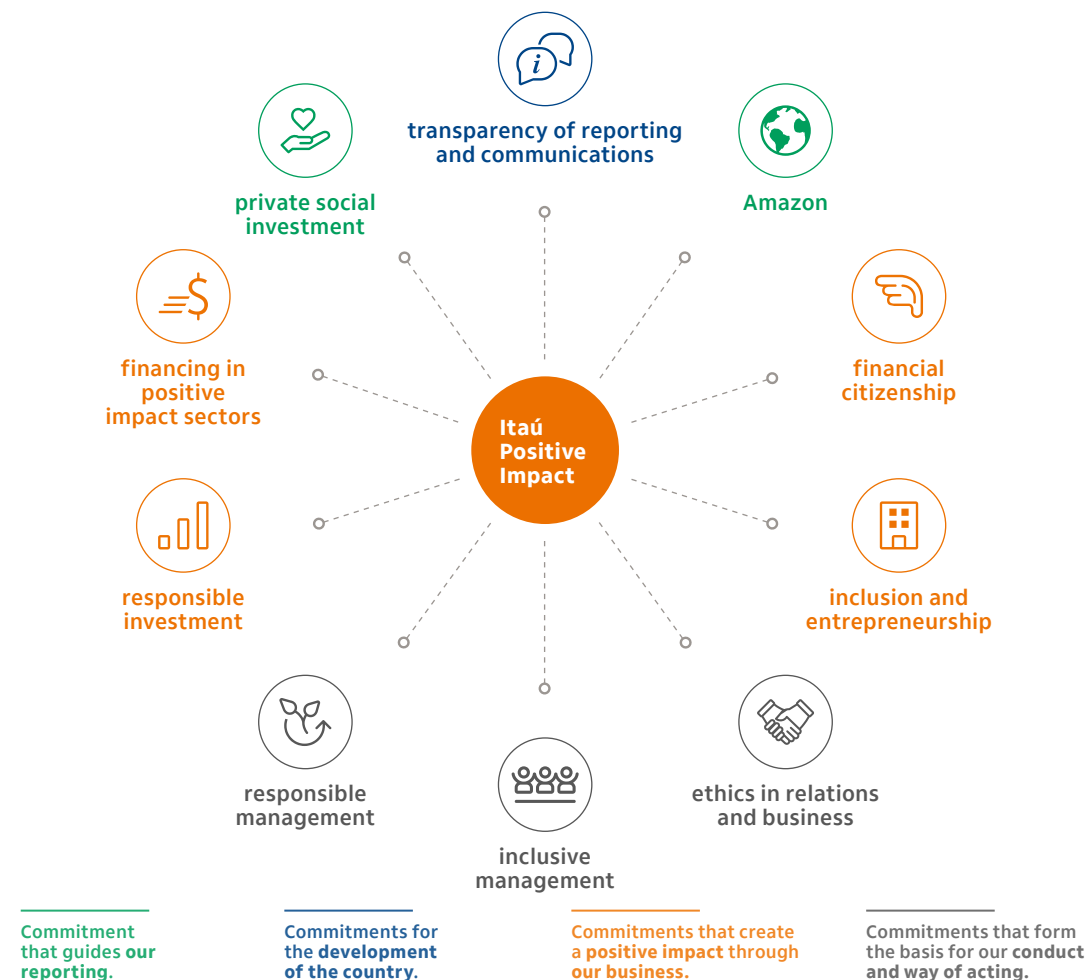 transparency of reporting
and communications
private social
investment
Amazon
financing in
positive
impact sectors
financial
citizenship
Itaú
Positive
Impact
responsible
investment
inclusion and
entrepreneurship
responsible
management
ethics in relations
and business
inclusive
management
Commitment
that guides our
reporting.
Commitments for
the development
of the country.
Commitments that create
a positive impact through
our business.
Commitments that form
the basis for our conduct
and way of acting.